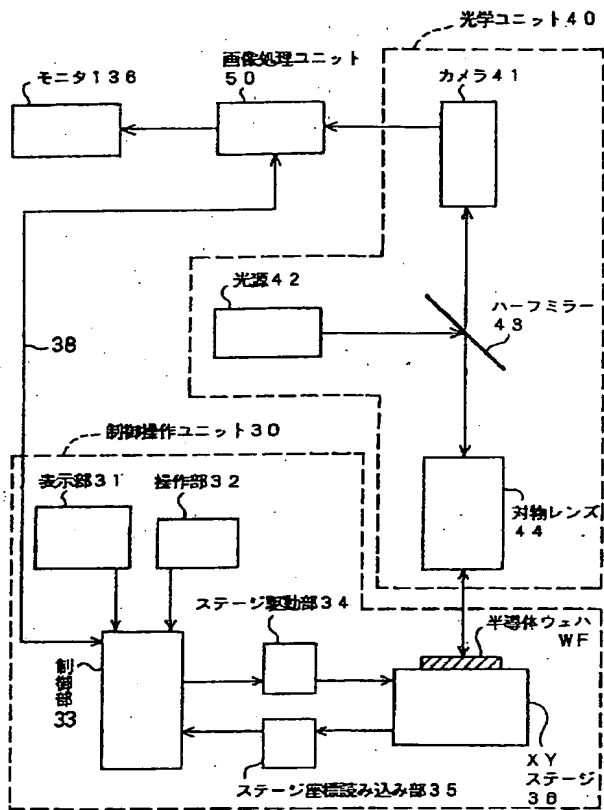 光学ユニット40
画像処理ユニット
50
モニタ136
カメラ41
光源42
ハーフミラー
43
38
制御操作ユニット30
表示部31
操作部32
対物レンズ
44
ステージ駆動部34
半導体ウェハ
WF
制御部
33
ステージ座標読み込み部35
XY
ステージ
36